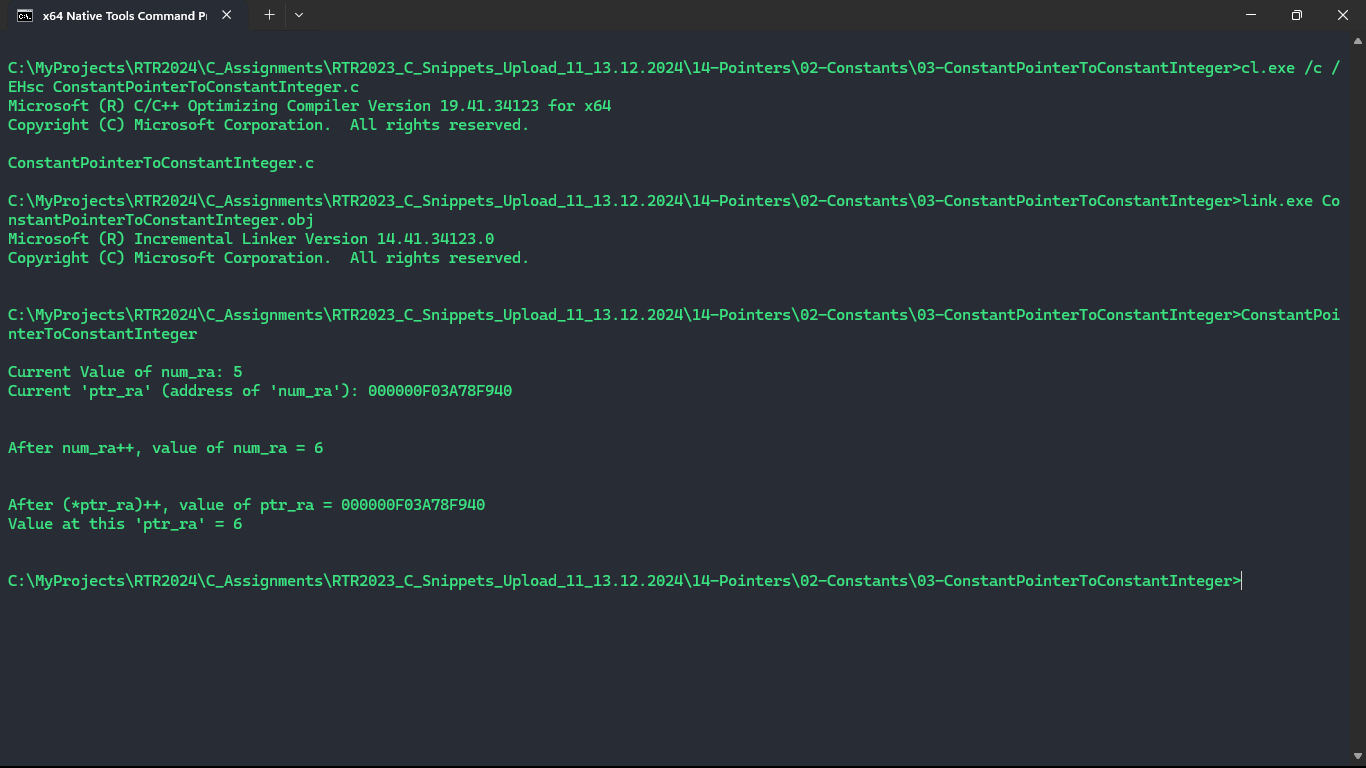 x64 Native Tools Command Pr
C:\MyProjects\RTR2024\C_Assignments\RTR2023_C_Snippets_Upload_11_13.12.2024\14-Pointers\02-Constants\03-ConstantPointerToConstantInteger>cl.exe /c /
EHsc ConstantPointerToConstantInteger.c
Microsoft (R) C/C++ Optimizing Compiler Version 19.41.34123 for x64
Copyright (C) Microsoft Corporation.  All rights reserved.
ConstantPointerToConstantInteger.c
C:\MyProjects\RTR2024\C_Assignments\RTR2023_C_Snippets_Upload_11_13.12.2024\14-Pointers\02-Constants\03-ConstantPointerToConstantInteger>link.exe Co
nstantPointerToConstantInteger.obj
Microsoft (R) Incremental Linker Version 14.41.34123.0
Copyright (C) Microsoft Corporation.  All rights reserved.
C:\MyProjects\RTR2024\C_Assignments\RTR2023_C_Snippets_Upload_11_13.12.2024\14-Pointers\02-Constants\03-ConstantPointerToConstantInteger>ConstantPoi
nterToConstantInteger
Current Value of num_ra: 5
Current 'ptr_ra' (address of 'num_ra'): 000000F03A78F940
After num_ra++, value of num_ra = 6
After (*ptr_ra)++, value of ptr_ra = 000000F03A78F940
Value at this 'ptr_ra' = 6
C:\MyProjects\RTR2024\C_Assignments\RTR2023_C_Snippets_Upload_11_13.12.2024\14-Pointers\02-Constants\03-ConstantPointerToConstantInteger>